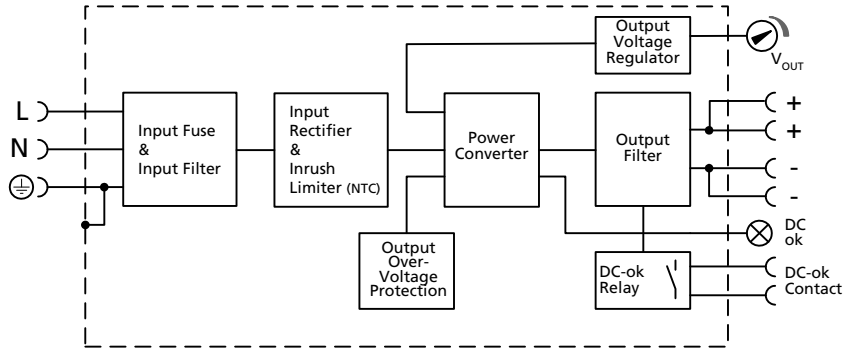 Output
Voltage
Regulator
V OUT
L
N
Input Fuse
&
Input Filter
Input
Rectifier
&
Inrush
Limiter (NTC)
Power
Converter
Output
Filter
+
+
-
-
Output
Over-
Voltage
Protection
DC
ok
DC-ok
Relay
DC-ok
Contact